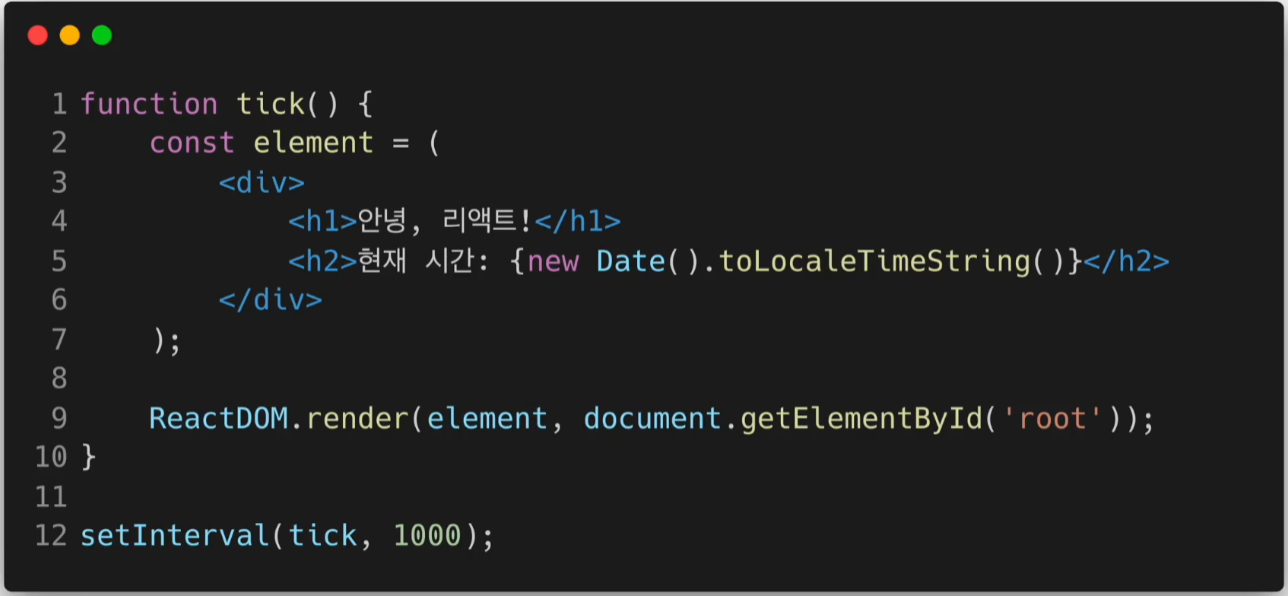 1 function tick() {
2     const element = (
3         <div>
4             <h1>안녕, 리액트!</h1>
5             <h2>현재 시간: {new Date().toLocaleTimeString()}</h2>
6         </div>
7     );
8
9     ReactDOM.render(element, document.getElementById('root'));
10 }
11
12 setInterval(tick, 1000);